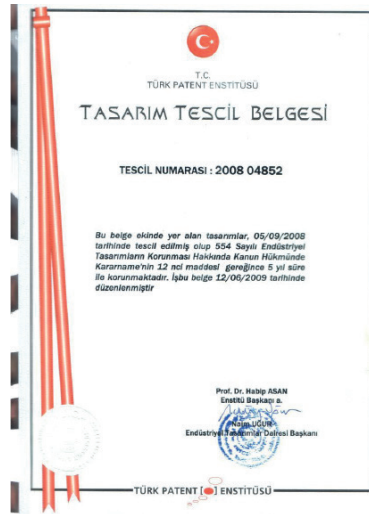 T.C.
TÜRK PATENT ENSTİTÜSÜ
TASARIM TESCİL BELGESİ
TESCİL NUMARASI : 2008 04852
Bu belge ekinde yer alan tasarımlar, 05/09/2008
tarihinde tescil edilmiş olup 554 Sayılı Endüstriyel
Tasarımların Korunması Hakkında Kanun Hükmünde
Kararname'nin 12 nci maddesi gereğince 5 yıl süre
ile korunmaktadır. İşbu belge 12/06/2009 tarihinde
düzenlenmiştir
Prof. Dr. Habip ASAN
Enstitü Başkanı a.
Naim UĞUR
Endüstriyel Tasarımlar Dairesi Başkanı
TÜRK PATENT ENSTİTÜSÜ